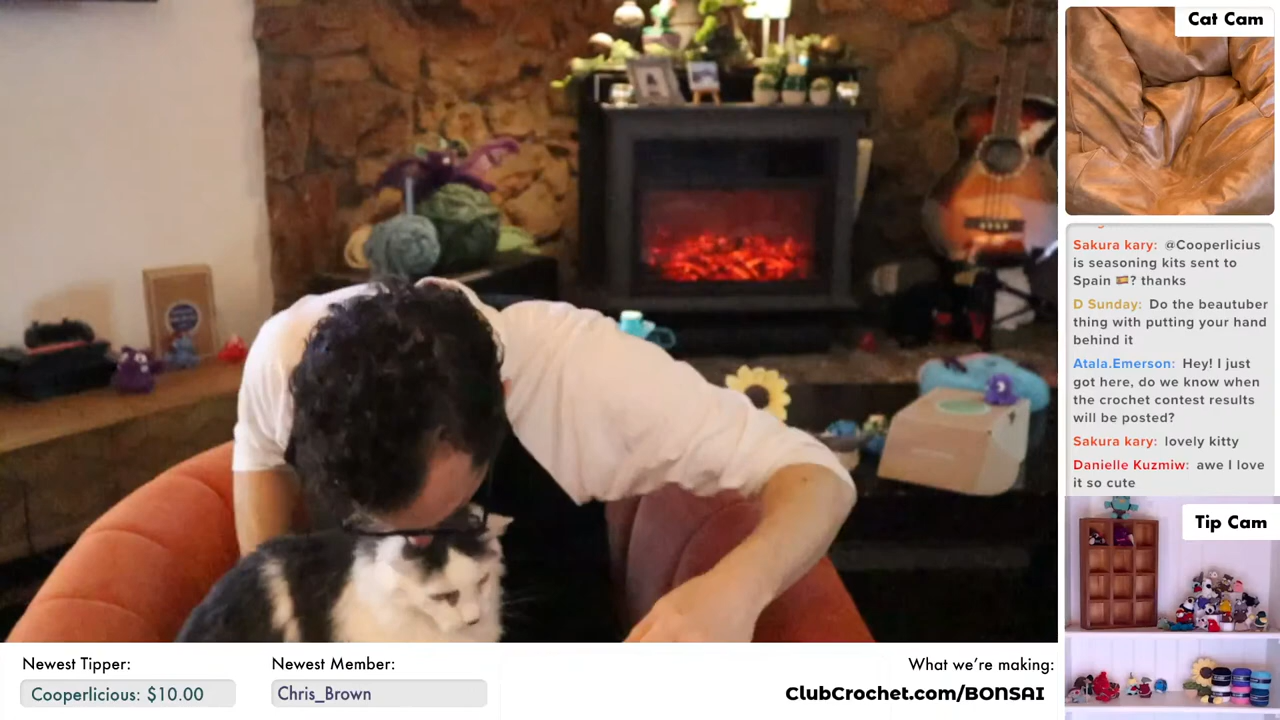 Cat Cam
Sakura kary: @Cooperlicius
is seasoning kits sent to
Spain 🇪🇸? thanks
D Sunday: Do the beautuber
thing with putting your hand
behind it
Atala.Emerson: Hey! I just
got here, do we know when
the crochet contest results
will be posted?
Sakura kary: lovely kitty
Danielle Kuzmiw: awe I love
it so cute
Tip Cam
Newest Tipper:
Cooperlicious: $10.00
Newest Member:
Chris_Brown
What we're making:
ClubCrochet.com/BONSAI